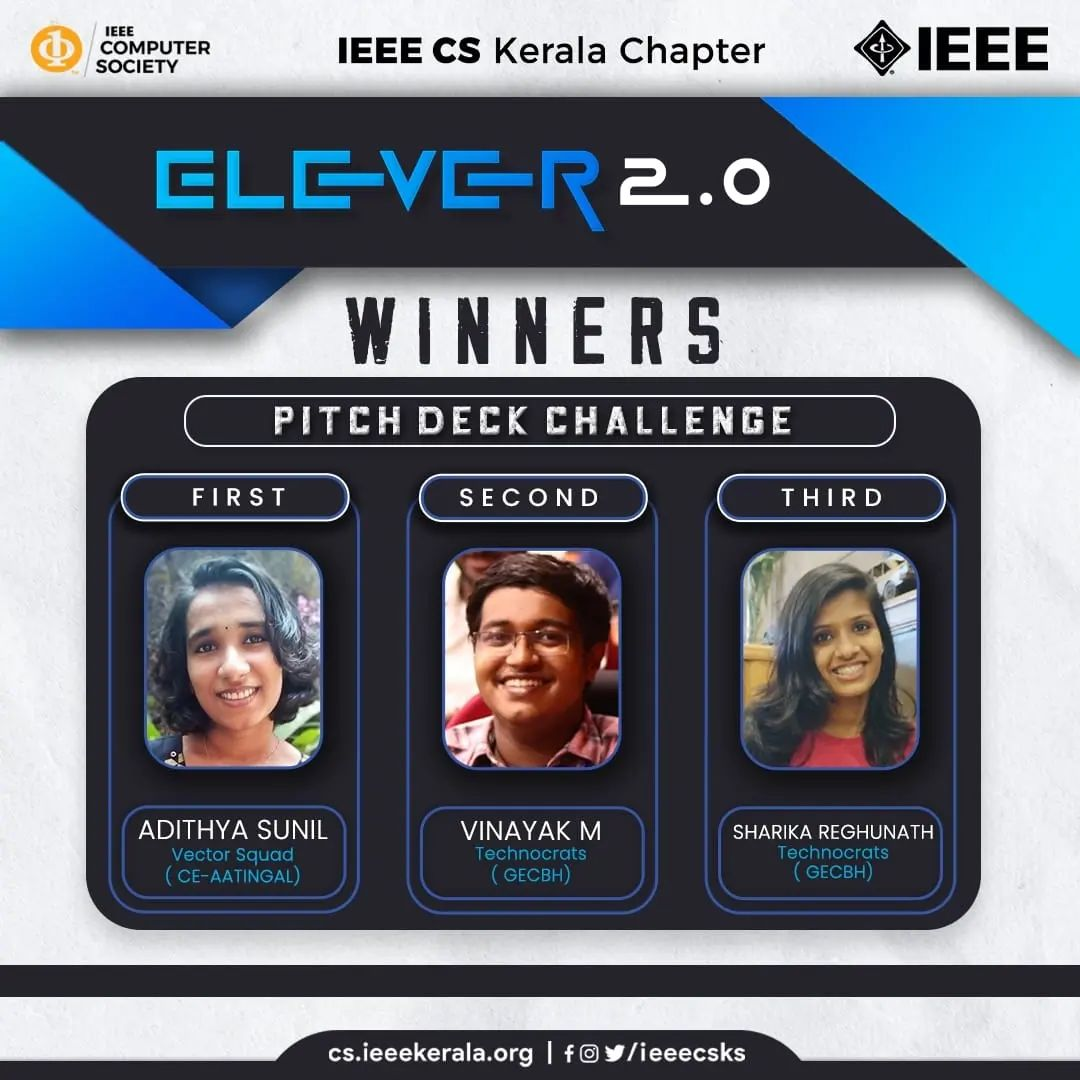 IEEE
COMPUTER
SOCIETY
IEEE CS Kerala Chapter
IEEE
ELEVER 2.0
WINNERS
PITCH DECK CHALLENGE
FIRST
SECOND
THIRD
ADITHYA SUNIL
Vector Squad
( CE-AATINGAL)
VINAYAK M
Technocrats
( GECBH)
SHARIKA REGHUNATH
Technocrats
( GECBH)
cs.ieeekerala.org | /ieeecsks